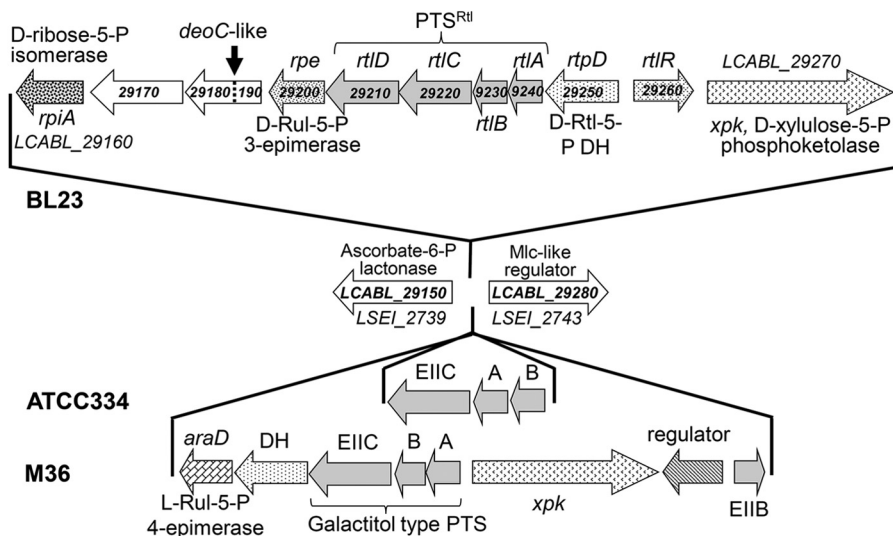 PTS^Rtl
D-ribose-5-P
isomerase
deoC-like
rpe
rtlD
rtlC
rtlA
rtpD
rtlR
LCABL_29270
29170
29180
190
29200
29210
29220
9230
9240
29250
29260
rpiA
LCABL_29160
D-Rul-5-P
3-epimerase
rtlB
D-Rtl-5-
P DH
xpk, D-xylulose-5-P
phosphoketolase
BL23
Ascorbate-6-P
lactonase
Mlc-like
regulator
LCABL_29150
LCABL_29280
LSEI_2739
LSEI_2743
EIIC
A
B
ATCC334
araD
DH
EIIC
B
A
regulator
M36
L-Rul-5-P
4-epimerase
Galactitol type PTS
xpk
EIIB